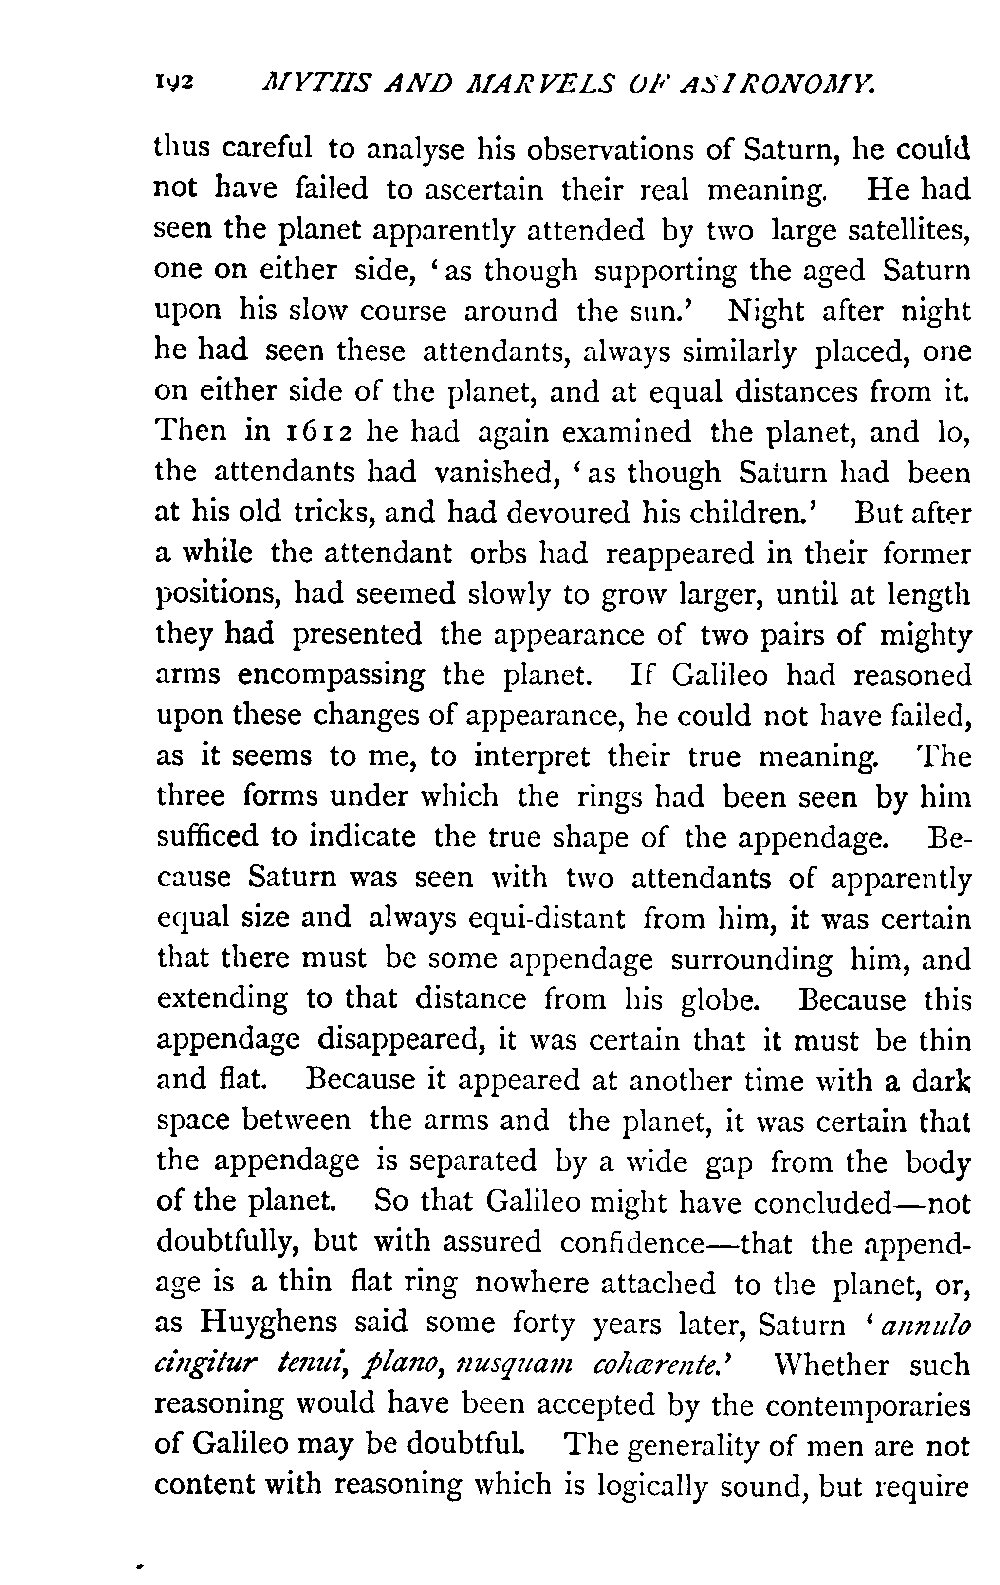 192 MYTHS AND MARVELS OF ASTRONOMY.
thus careful to analyse his observations of Saturn, he could
not have failed to ascertain their real meaning. He had
seen the planet apparently attended by two large satellites,
one on either side, ‘as though supporting the aged Saturn
upon his slow course around the sun.’ Night after night
he had seen these attendants, always similarly placed, one
on either side of the planet, and at equal distances from it.
Then in 1612 he had again examined the planet, and lo,
the attendants had vanished, ‘as though Saturn had been
at his old tricks, and had devoured his children.’ But after
a while the attendant orbs had reappeared in their former
positions, had seemed slowly to grow larger, until at length
they had presented the appearance of two pairs of mighty
arms encompassing the planet. If Galileo had reasoned
upon these changes of appearance, he could not have failed,
as it seems to me, to interpret their true meaning. The
three forms under which the rings had been seen by him
sufficed to indicate the true shape of the appendage. Be-
cause Saturn was seen with two attendants of apparently
equal size and always equi-distant from him, it was certain
that there must be some appendage surrounding him, and
extending to that distance from his globe. Because this
appendage disappeared, it was certain that it must be thin
and flat. Because it appeared at another time with a dark
space between the arms and the planet, it was certain that
the appendage is separated by a wide gap from the body
of the planet. So that Galileo might have concluded—not
doubtfully, but with assured confidence—that the append-
age is a thin flat ring nowhere attached to the planet, or,
as Huyghens said some forty years later, Saturn ‘annulo
cingitur tenui, plano, nusquam cohærente.’ Whether such
reasoning would have been accepted by the contemporaries
of Galileo may be doubtful. The generality of men are not
content with reasoning which is logically sound, but require